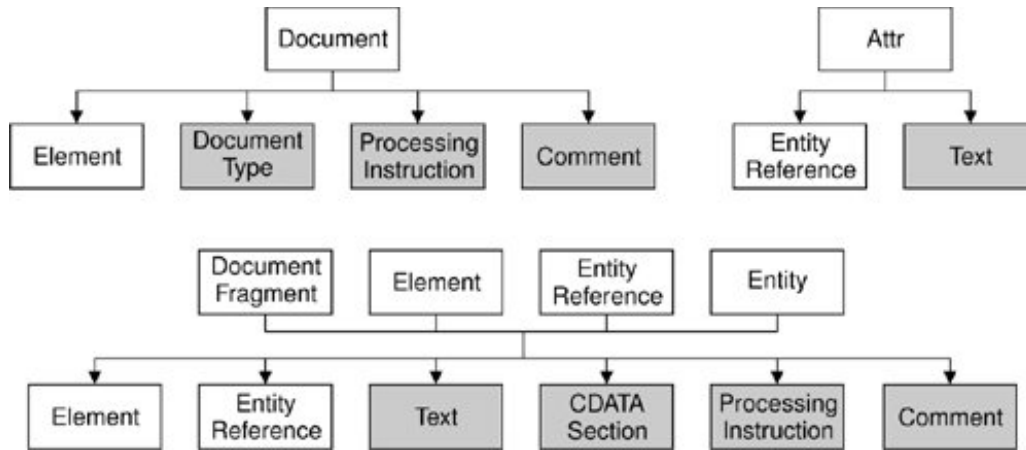 Document
Attr
Element
Document
Type
Processing
Instruction
Comment
Entity
Reference
Text
Document
Fragment
Element
Entity
Reference
Entity
Element
Entity
Reference
Text
CDATA
Section
Processing
Instruction
Comment